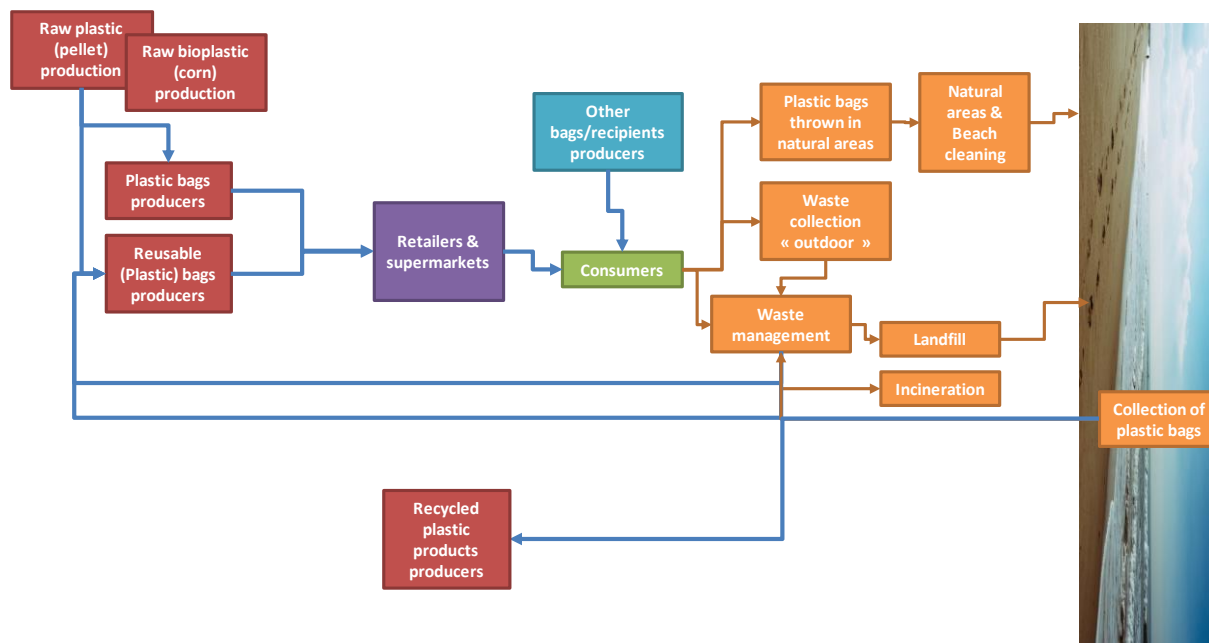 Raw plastic
(pellet)
production
Raw bioplastic
(corn)
production
Plastic bags
producers
Reusable
(Plastic) bags
producers
Retailers &
supermarkets
Other
bags/recipients
producers
Consumers
Plastic bags
thrown in
natural areas
Natural
areas &
Beach
cleaning
Waste
collection
« outdoor »
Waste
management
Landfill
Incineration
Collection of
plastic bags
Recycled
plastic
products
producers